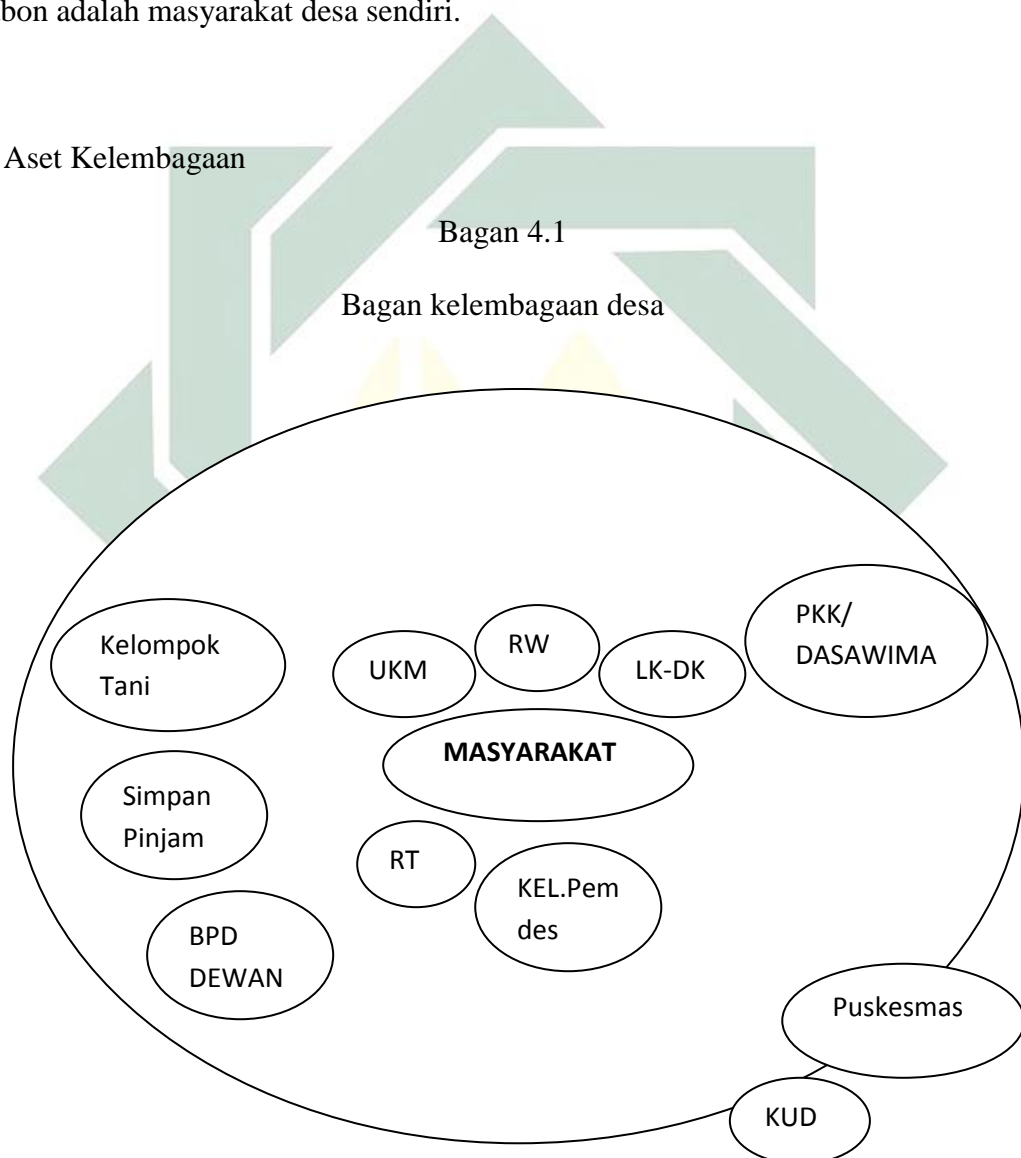 bon adalah masyarakat desa sendiri.
Aset Kelembagaan
Bagan 4.1
Bagan kelembagaan desa
Kelompok
Tani
UKM
RW
LK-DK
PKK/
DASAWIMA
MASYARAKAT
Simpan
Pinjam
RT
KEL.Pem
des
BPD
DEWAN
Puskesmas
KUD